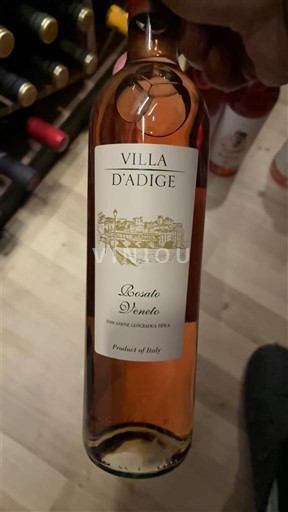 VILLA
D'ADIGE
VINIOU
Rosato
Veneto
INDICAZIONE GEOGRAFICA TIPICA
Product of Italy